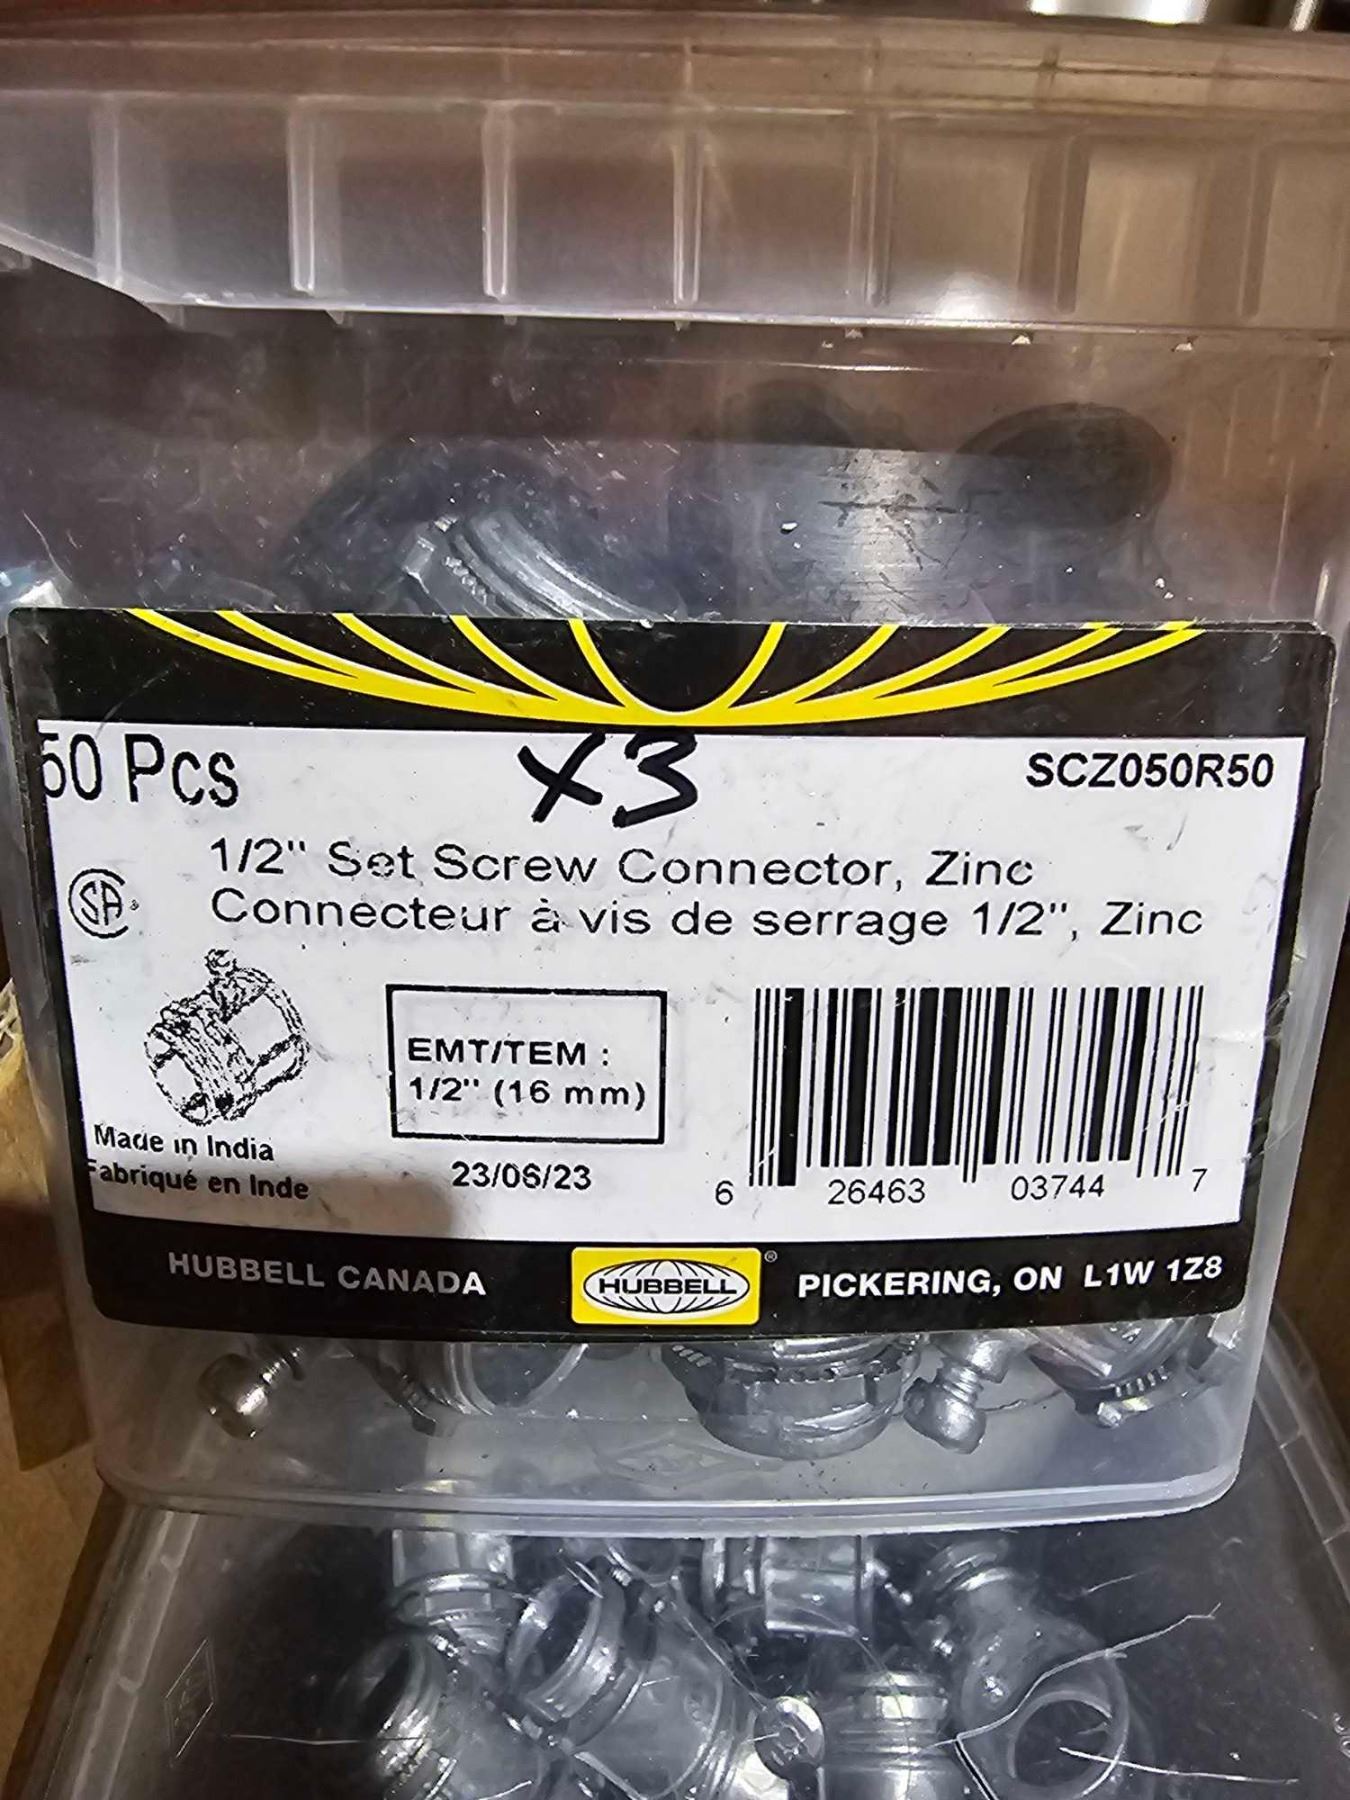 50 Pcs
X3
SCZ050R50
1/2" Set Screw Connector, Zinc
Connecteur à vis de serrage 1/2", Zinc
SA
EMT/TEM :
1/2" (16 mm)
Made in India
Fabriqué en Inde
23/06/23
6 26463 03744 7
HUBBELL CANADA
HUBBELL®
PICKERING, ON L1W 1Z8